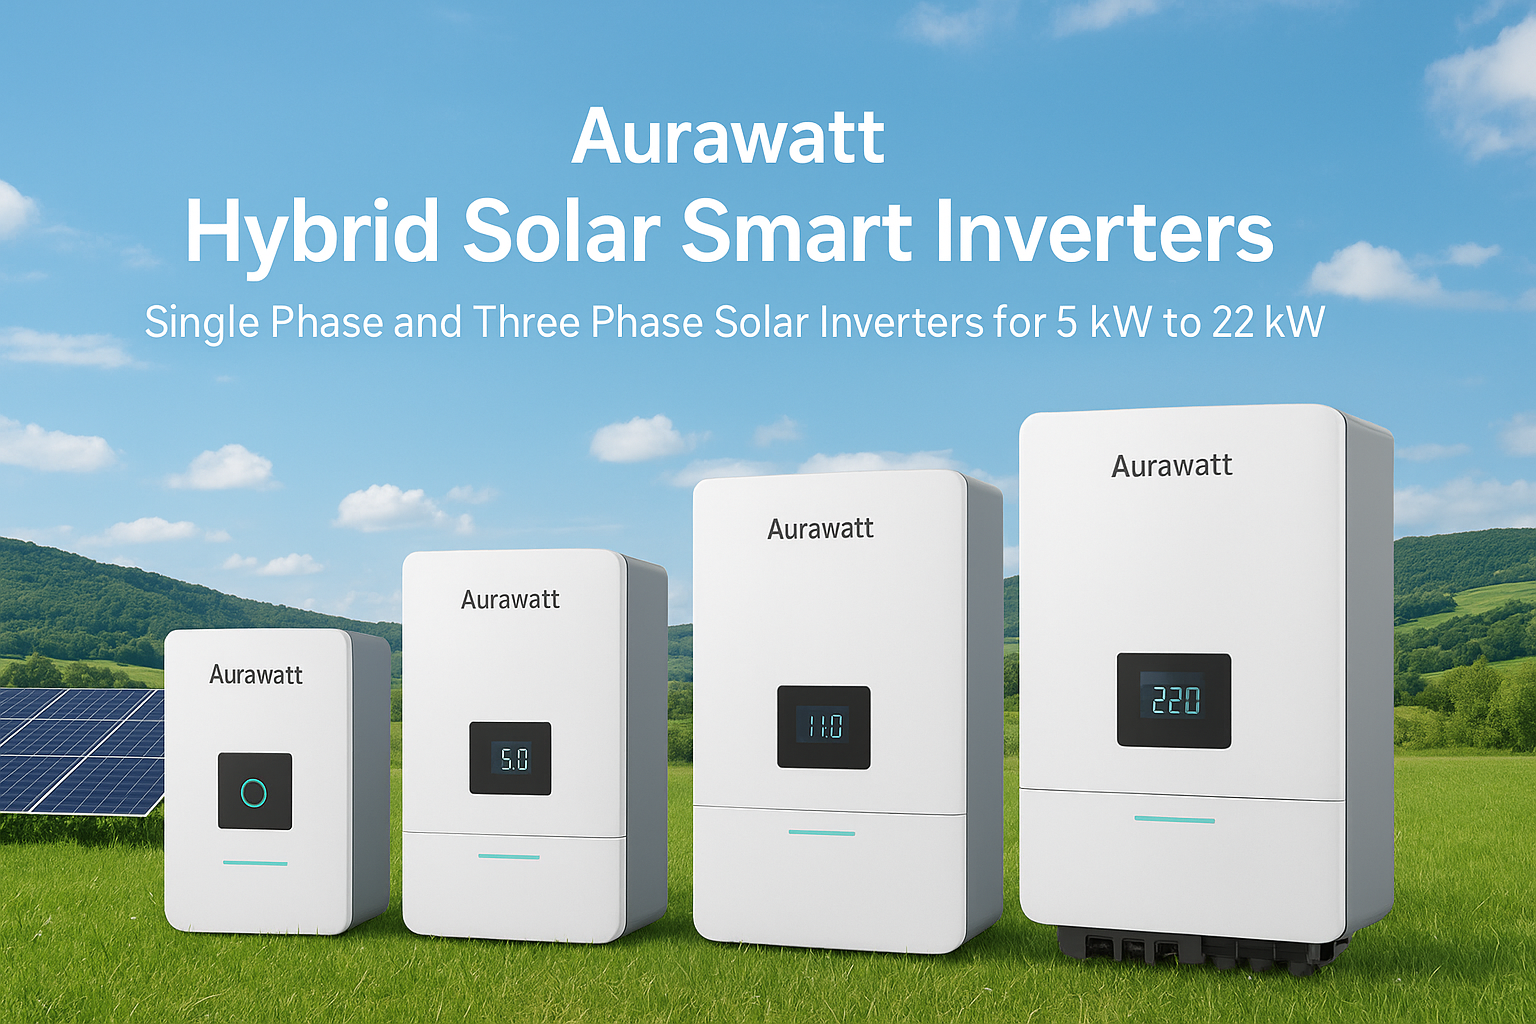 Aurawatt
Hybrid Solar Smart Inverters
Single Phase and Three Phase Solar Inverters for 5 kW to 22 kW
Aurawatt
Aurawatt
5.0
Aurawatt
11.0
Aurawatt
220